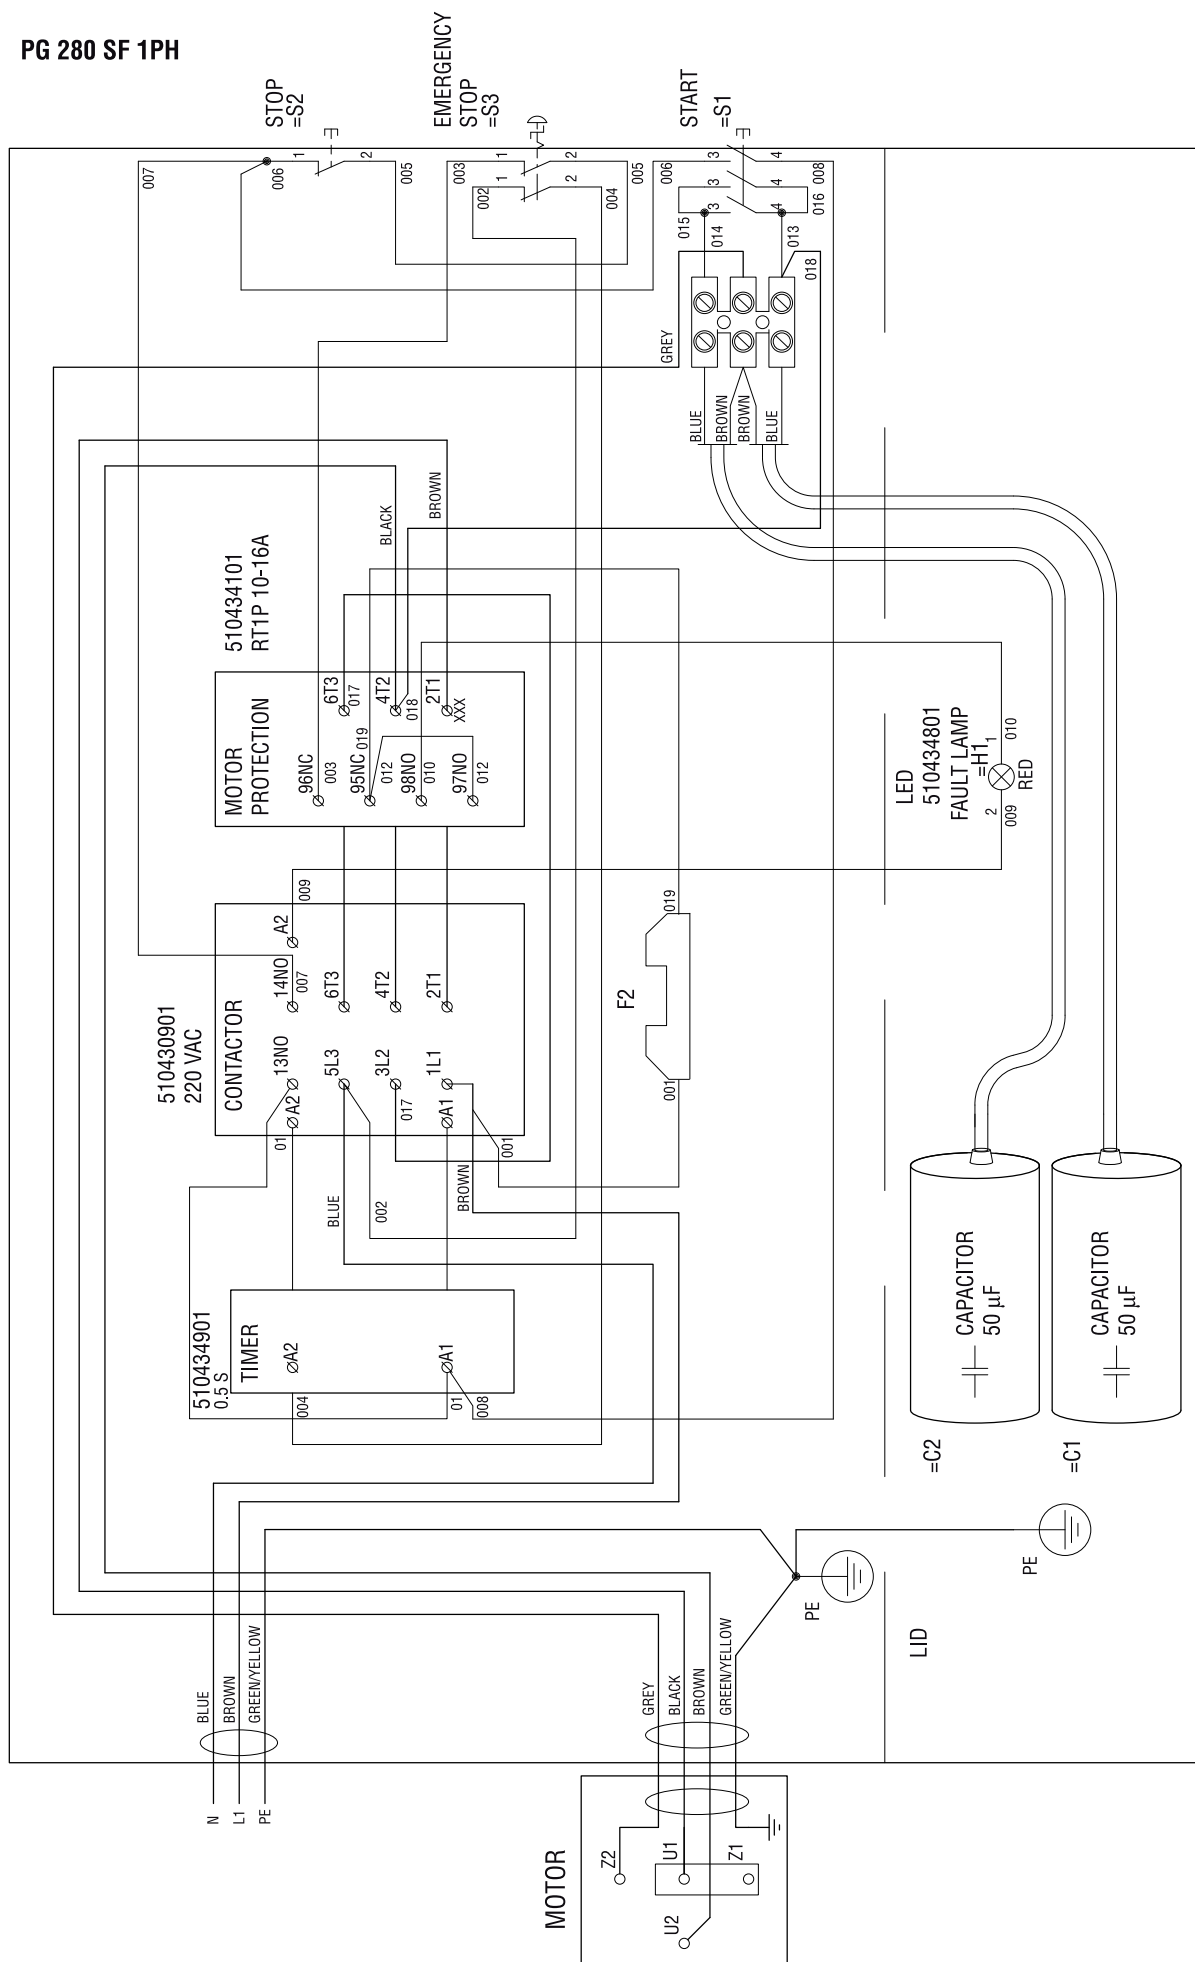 PG 280 SF 1PH
STOP
=S2
EMERGENCY
STOP
=S3
START
=S1
007
006
1
2
005
003
002
1
1
2
2
005
004
006
3
3
3
4
4
4
008
016
015
014
013
018
GREY
BLUE
BROWN
BROWN
BLUE
BLACK
BROWN
510434101
RT1P 10-16A
MOTOR
PROTECTION
96NC
003
95NC
019
012
98NO
010
97NO
012
6T3
017
4T2
018
2T1
XXX
LED
510434801
FAULT LAMP
=H1
1
010
2
009
RED
510430901
220 VAC
CONTACTOR
009
A2
14NO
007
6T3
4T2
2T1
13NO
A2
01
5L3
3L2
017
1L1
A1
001
F2
019
001
BLUE
002
BROWN
510434901
0.5 S
TIMER
A2
A1
004
01
008
CAPACITOR
50 µF
=C2
CAPACITOR
50 µF
=C1
PE
PE
LID
BLUE
BROWN
GREEN/YELLOW
N
L1
PE
GREY
BLACK
BROWN
GREEN/YELLOW
MOTOR
Z2
U1
Z1
U2